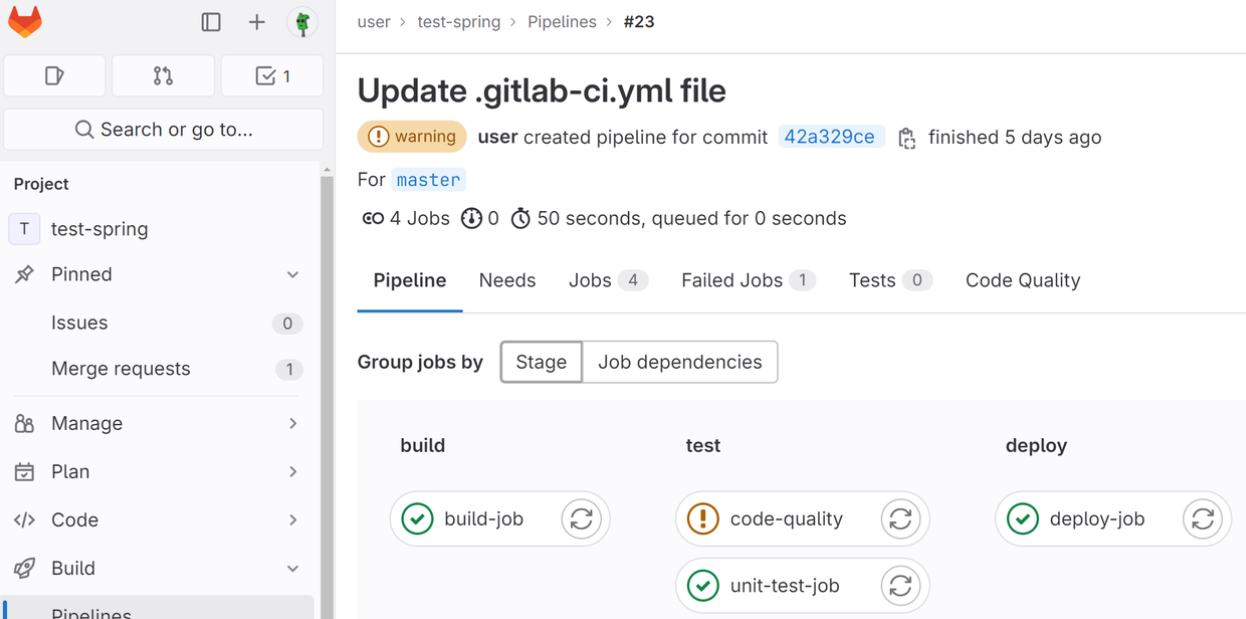 user > test-spring > Pipelines > #23
1
Search or go to...
Project
T test-spring
Pinned
Issues 0
Merge requests 1
Manage
Plan
Code
Build
Pipelines
Update .gitlab-ci.yml file
warning user created pipeline for commit 42a329ce finished 5 days ago
For master
4 Jobs 0 50 seconds, queued for 0 seconds
Pipeline Needs Jobs 4 Failed Jobs 1 Tests 0 Code Quality
Group jobs by Stage Job dependencies
build test deploy
build-job code-quality deploy-job
unit-test-job